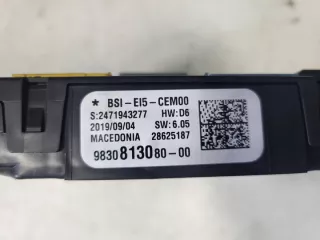 * BSI-EI5-CEM00
S:2471943277 HW:D6
2019/09/04 SW:6.05
MACEDONIA 28625187
9830813080-00